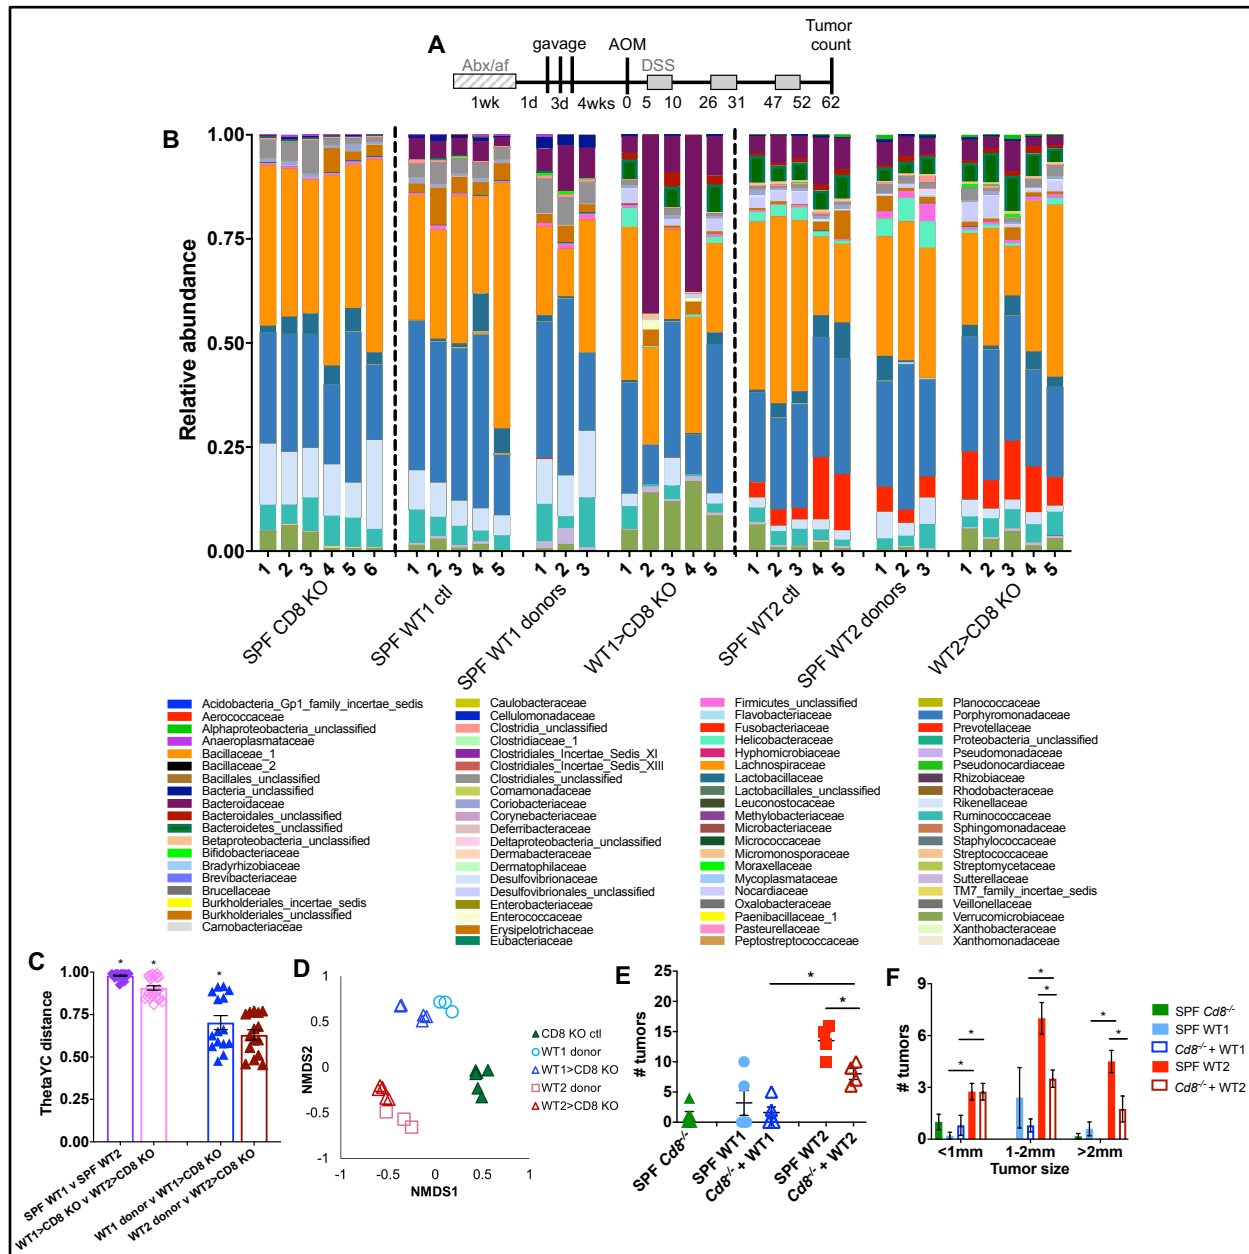 A
Abx/af
gavage
AOM
DSS
Tumor
count
1wk
1d
3d
4wks
0
5
10
26
31
47
52
62
B
Relative abundance
1.00
0.75
0.50
0.25
0.00
1 2 3 4 5 6
1 2 3 4 5
1 2 3
1 2 3 4 5
1 2 3 4 5
1 2 3
1 2 3 4 5
SPF CD8 KO
SPF WT1 ctl
SPF WT1 donors
WT1>CD8 KO
SPF WT2 ctl
SPF WT2 donors
WT2>CD8 KO
Acidobacteria_Gp1_family_incertae_sedis
Aerococcaceae
Alphaproteobacteria_unclassified
Anaeroplasmataceae
Bacillaceae_1
Bacillaceae_2
Bacillales_unclassified
Bacteria_unclassified
Bacteroidaceae
Bacteroidales_unclassified
Bacteroidetes_unclassified
Betaproteobacteria_unclassified
Bifidobacteriaceae
Bradyrhizobiaceae
Brevibacteriaceae
Brucellaceae
Burkholderiales_incertae_sedis
Burkholderiales_unclassified
Carnobacteriaceae
Caulobacteraceae
Cellulomonadaceae
Clostridia_unclassified
Clostridiaceae_1
Clostridiales_Incertae_Sedis_XI
Clostridiales_Incertae_Sedis_XIII
Clostridiales_unclassified
Comamonadaceae
Coriobacteriaceae
Corynebacteriaceae
Deferribacteraceae
Deltaproteobacteria_unclassified
Dermabacteraceae
Dermatophilaceae
Desulfovibrionaceae
Desulfovibrionales_unclassified
Enterobacteriaceae
Enterococcaceae
Erysipelotrichaceae
Eubacteriaceae
Firmicutes_unclassified
Flavobacteriaceae
Fusobacteriaceae
Helicobacteraceae
Hyphomicrobiaceae
Lachnospiraceae
Lactobacillaceae
Lactobacillales_unclassified
Leuconostocaceae
Methylobacteriaceae
Microbacteriaceae
Micrococcaceae
Micromonosporaceae
Moraxellaceae
Mycoplasmataceae
Nocardiaceae
Oxalobacteraceae
Paenibacillaceae_1
Pasteurellaceae
Peptostreptococcaceae
Planococcaceae
Porphyromonadaceae
Prevotellaceae
Proteobacteria_unclassified
Pseudomonadaceae
Pseudonocardiaceae
Rhizobiaceae
Rhodobacteraceae
Rikenellaceae
Ruminococcaceae
Sphingomonadaceae
Staphylococcaceae
Streptococcaceae
Streptomycetaceae
Sutterellaceae
TM7_family_incertae_sedis
Veillonellaceae
Verrucomicrobiaceae
Xanthobacteraceae
Xanthomonadaceae
C
ThetaYC distance
1.00
0.75
0.50
0.25
0.00
*
*
*
SPF WT1 v SPF WT2
WT1>CD8 KO v WT2>CD8 KO
WT1 donor v WT1>CD8 KO
WT2 donor v WT2>CD8 KO
D
NMDS2
1
0.5
0
-0.5
-1
-1
-0.5
0
0.5
1
NMDS1
CD8 KO ctl
WT1 donor
WT1>CD8 KO
WT2 donor
WT2>CD8 KO
E
# tumors
25
20
15
10
5
0
*
*
SPF Cd8-/-
SPF WT1
Cd8-/- + WT1
SPF WT2
Cd8-/- + WT2
F
# tumors
9
6
3
0
*
*
*
*
*
*
<1mm
1-2mm
>2mm
Tumor size
SPF Cd8-/-
SPF WT1
Cd8-/- + WT1
SPF WT2
Cd8-/- + WT2